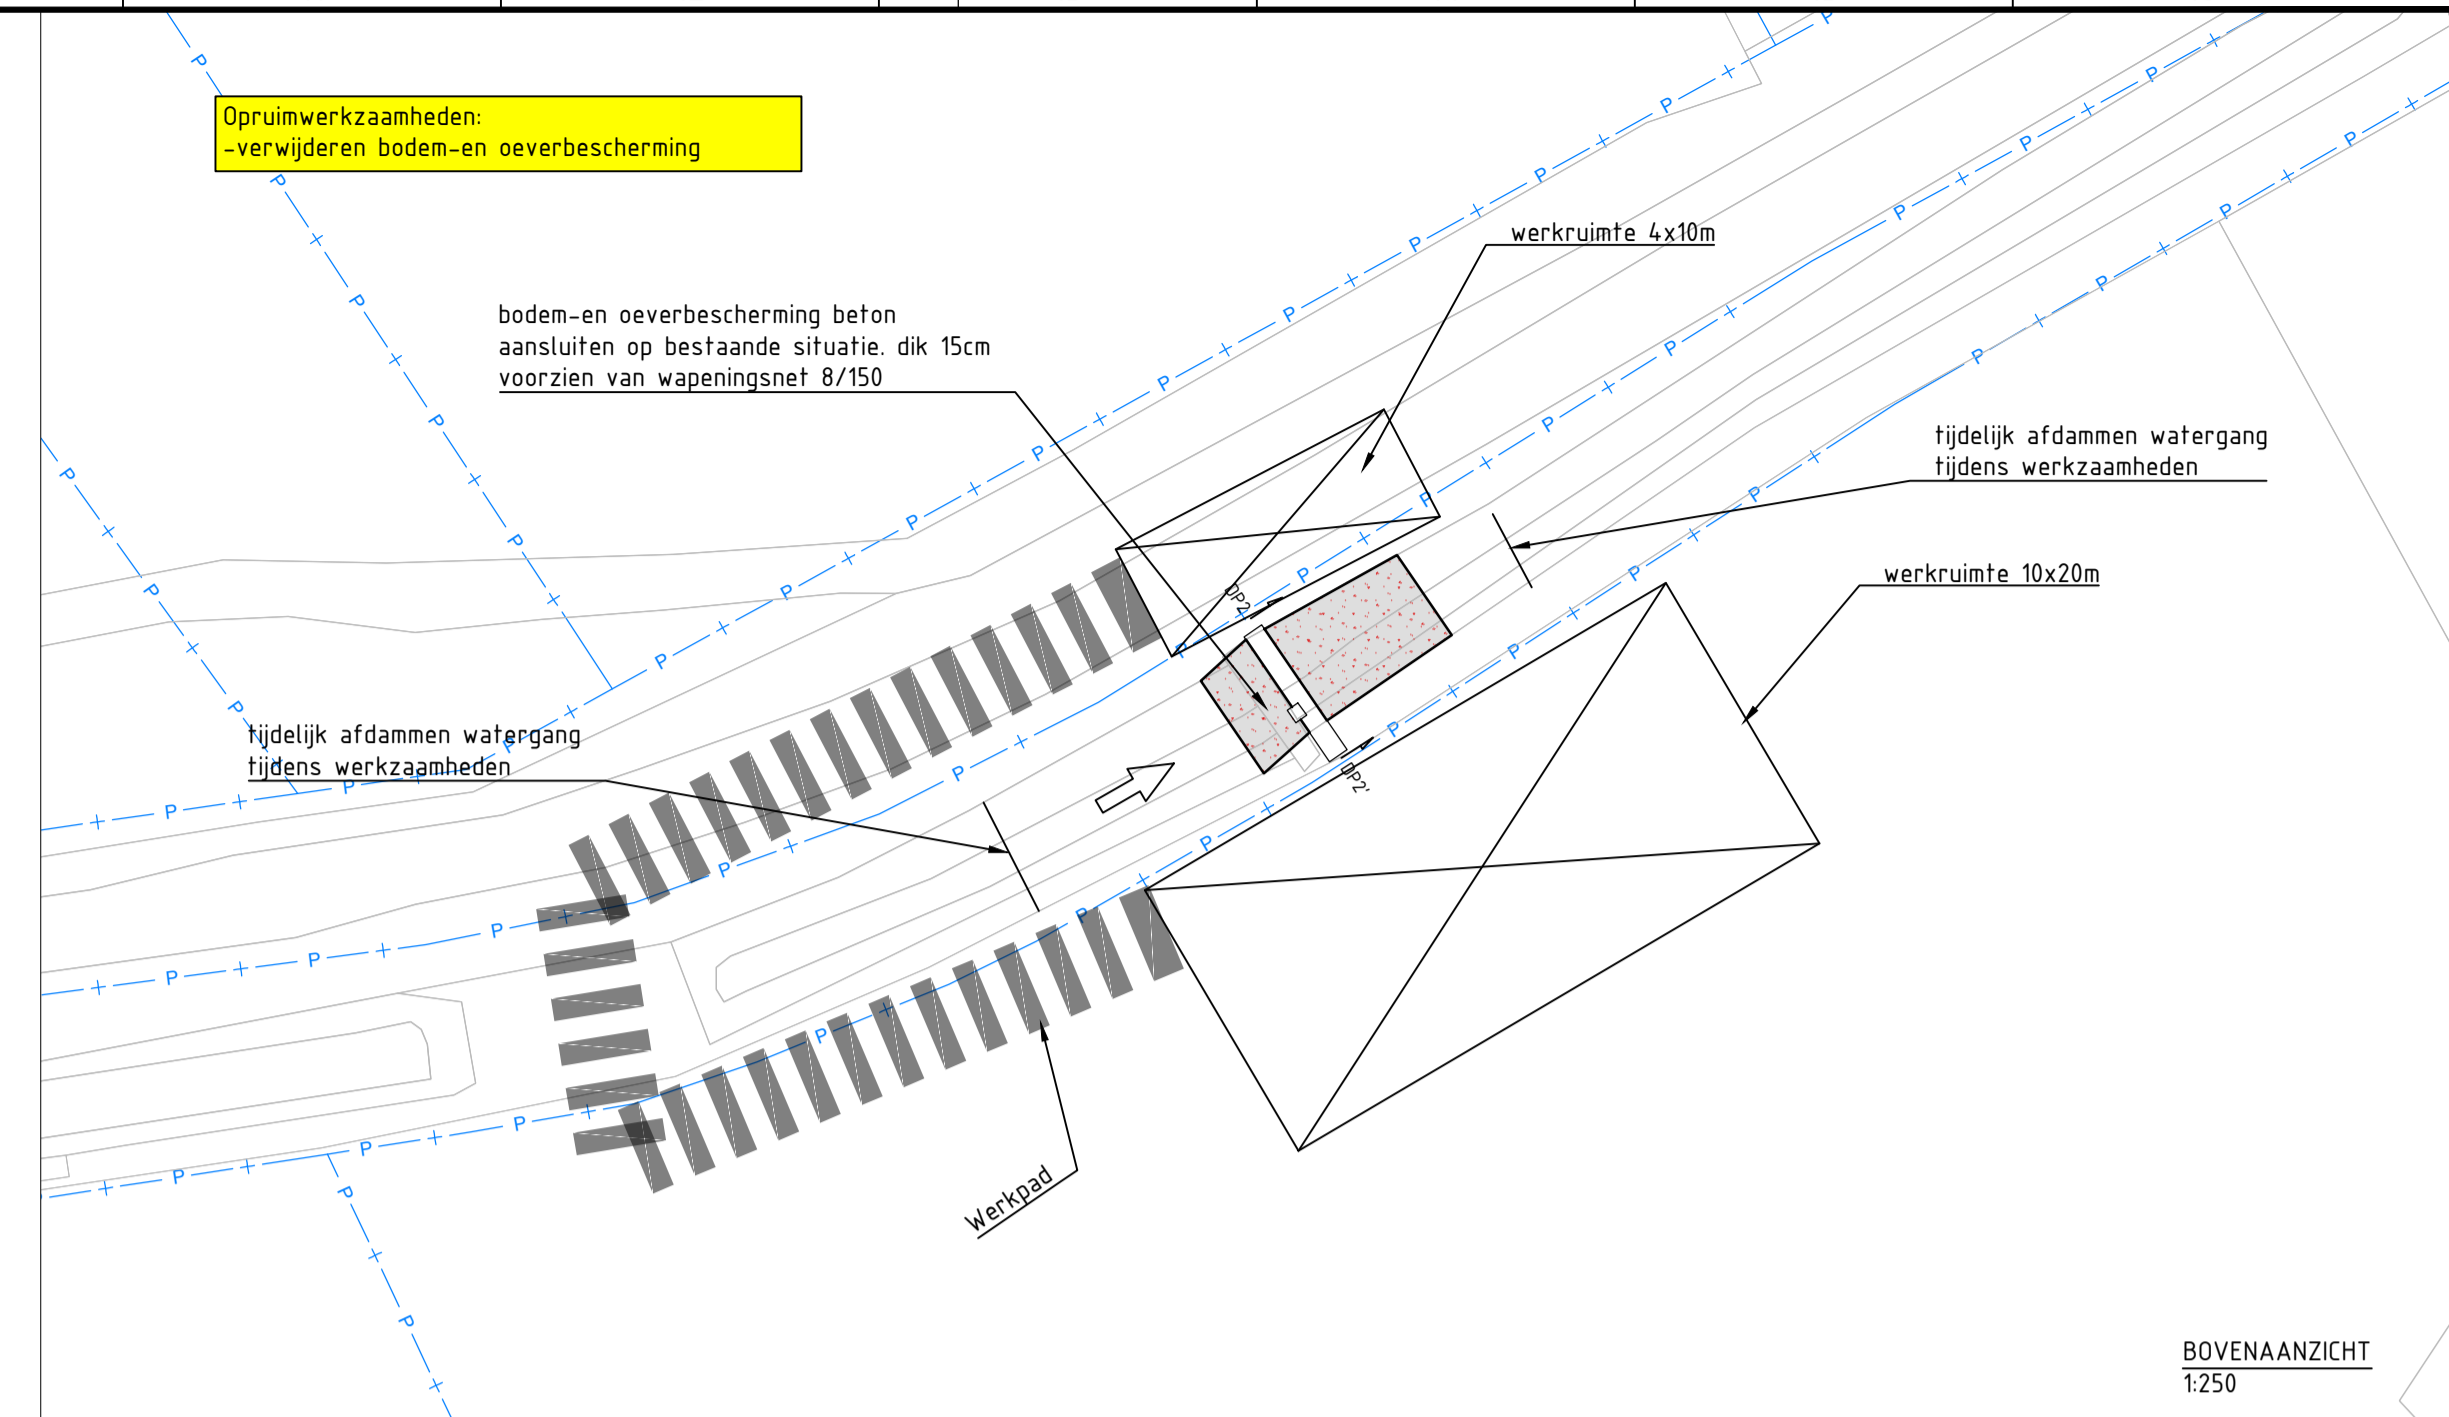 Opruimwerkzaamheden:
-verwijderen bodem-en oeverbescherming
werkruimte 4x10m
bodem-en oeverbescherming beton
aansluiten op bestaande situatie. dik 15cm
voorzien van wapeningsnet 8/150
tijdelijk afdammen watergang
tijdens werkzaamheden
werkruimte 10x20m
DP2
tijdelijk afdammen watergang
tijdens werkzaamheden
DP2'
Werkpad
BOVENAANZICHT
1:250